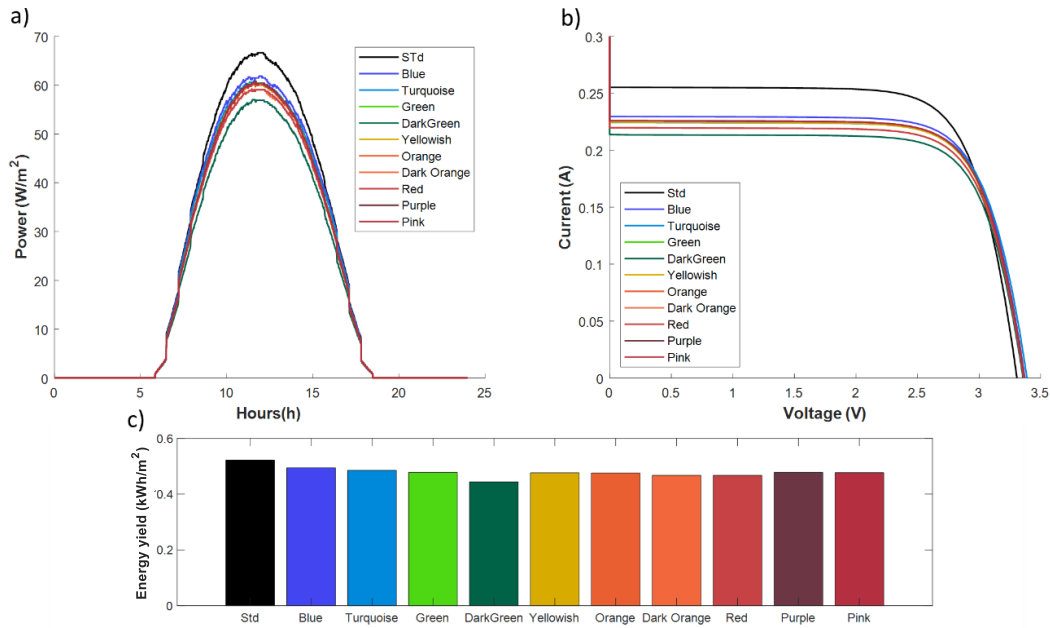 a)
Power (W/m2)
70
60
50
40
30
20
10
0
STd
Blue
Turquoise
Green
DarkGreen
Yellowish
Orange
Dark Orange
Red
Purple
Pink
0 5 10 15 20 25
Hours(h)
b)
Current (A)
0.3
0.25
0.2
0.15
0.1
0.05
0
Std
Blue
Turquoise
Green
DarkGreen
Yellowish
Orange
Dark Orange
Red
Purple
Pink
0 0.5 1 1.5 2 2.5 3 3.5
Voltage (V)
c)
Energy yield (kWh/m2)
0.6
0.4
0.2
0
Std Blue Turquoise Green DarkGreen Yellowish Orange Dark Orange Red Purple Pink